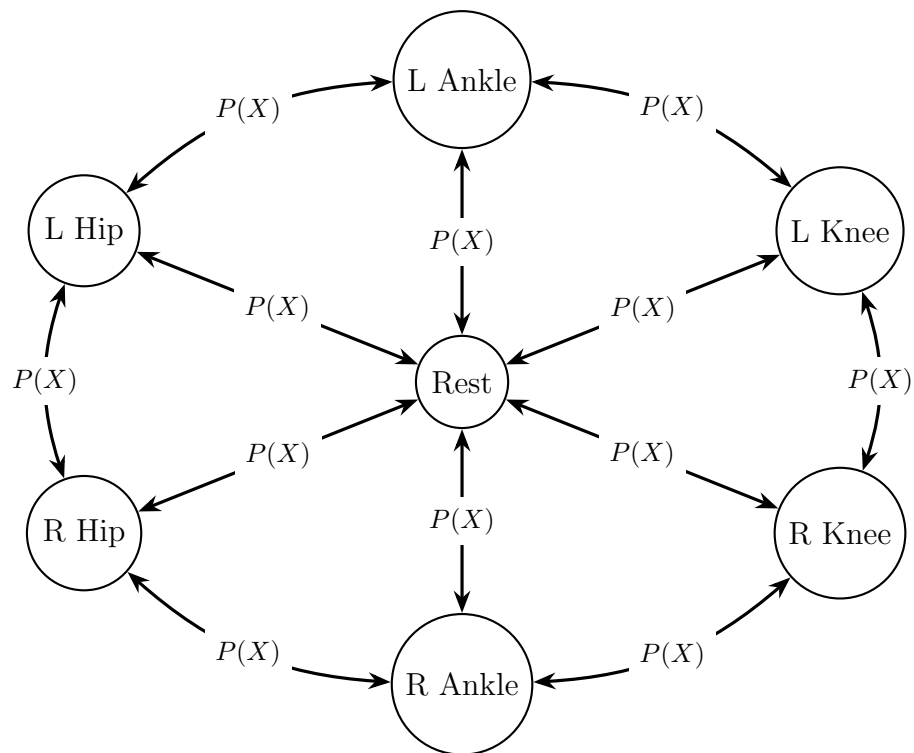 L Ankle
P(X)
P(X)
L Hip
L Knee
P(X)
P(X)
P(X)
P(X)
Rest
P(X)
P(X)
P(X)
P(X)
P(X)
R Hip
R Knee
P(X)
P(X)
R Ankle